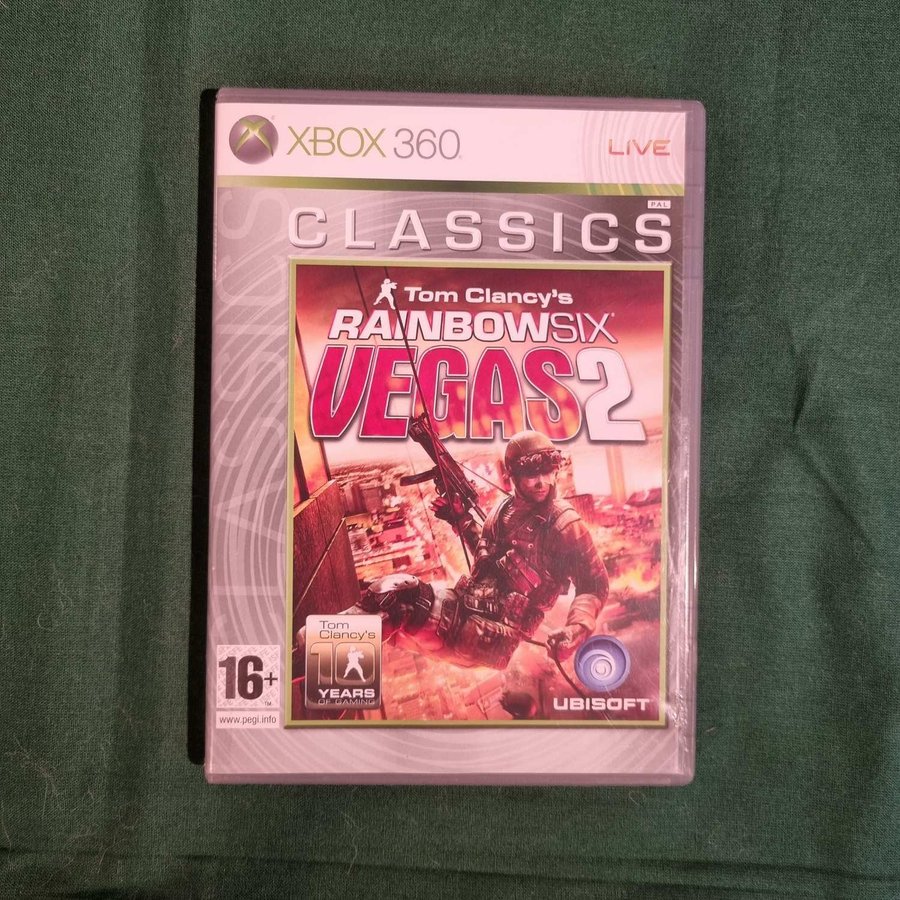 XBOX 360
LIVE
PAL
CLASSICS
CLASSICS
Tom Clancy's
RAINBOWSIX
VEGAS2
Tom
Clancy's
10
YEARS
OF GAMING
16+
www.pegi.info
UBISOFT